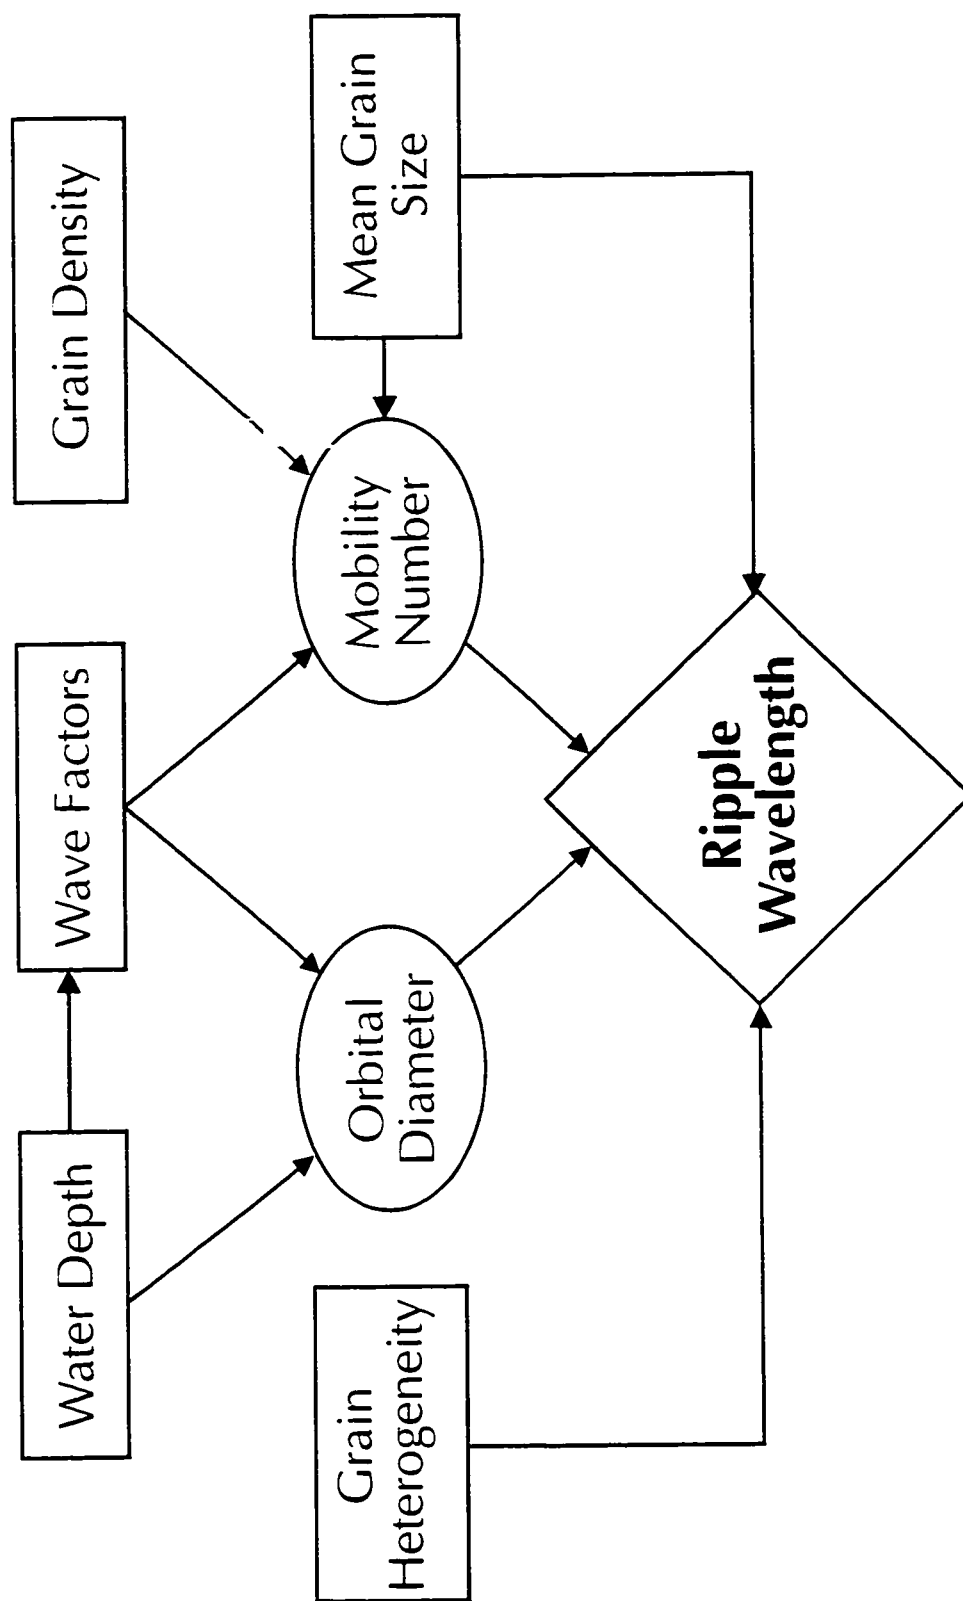 Water Depth
Wave Factors
Grain Density
Grain
Heterogeneity
Orbital
Diameter
Mobility
Number
Mean Grain
Size
Ripple
Wavelength